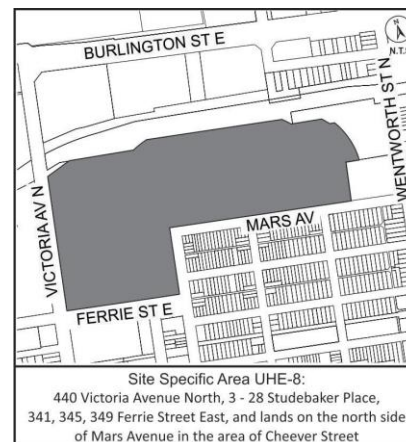 BURLINGTON ST E
N
N.T.S
WENTWORTH ST N
VICTORIA AV N
MARS AV
FERRIE ST E
Site Specific Area UHE-8:
440 Victoria Avenue North, 3 - 28 Studebaker Place,
341, 345, 349 Ferrie Street East, and lands on the north side
of Mars Avenue in the area of Cheever Street